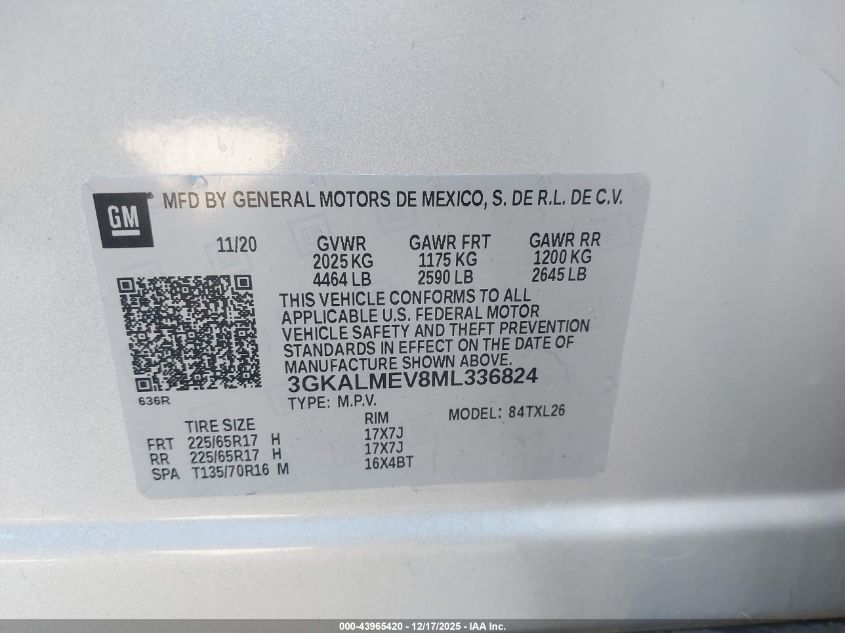 GM
MFD BY GENERAL MOTORS DE MEXICO, S. DE R.L. DE C.V.
11/20 GVWR GAWR FRT GAWR RR
2025 KG 1175 KG 1200 KG
4464 LB 2590 LB 2645 LB
THIS VEHICLE CONFORMS TO ALL
APPLICABLE U.S. FEDERAL MOTOR
VEHICLE SAFETY AND THEFT PREVENTION
STANDARDS IN EFFECT ON THE DATE OF
MANUFACTURE SHOWN ABOVE.
3GKALMEV8ML336824
636R
TYPE: M.P.V. MODEL: 84TXL26
TIRE SIZE RIM
FRT 225/65R17 H 17X7J
RR 225/65R17 H 17X7J
SPA T135/70R16 M 16X4BT
000-43965420 - 12/17/2025 - IAA Inc.